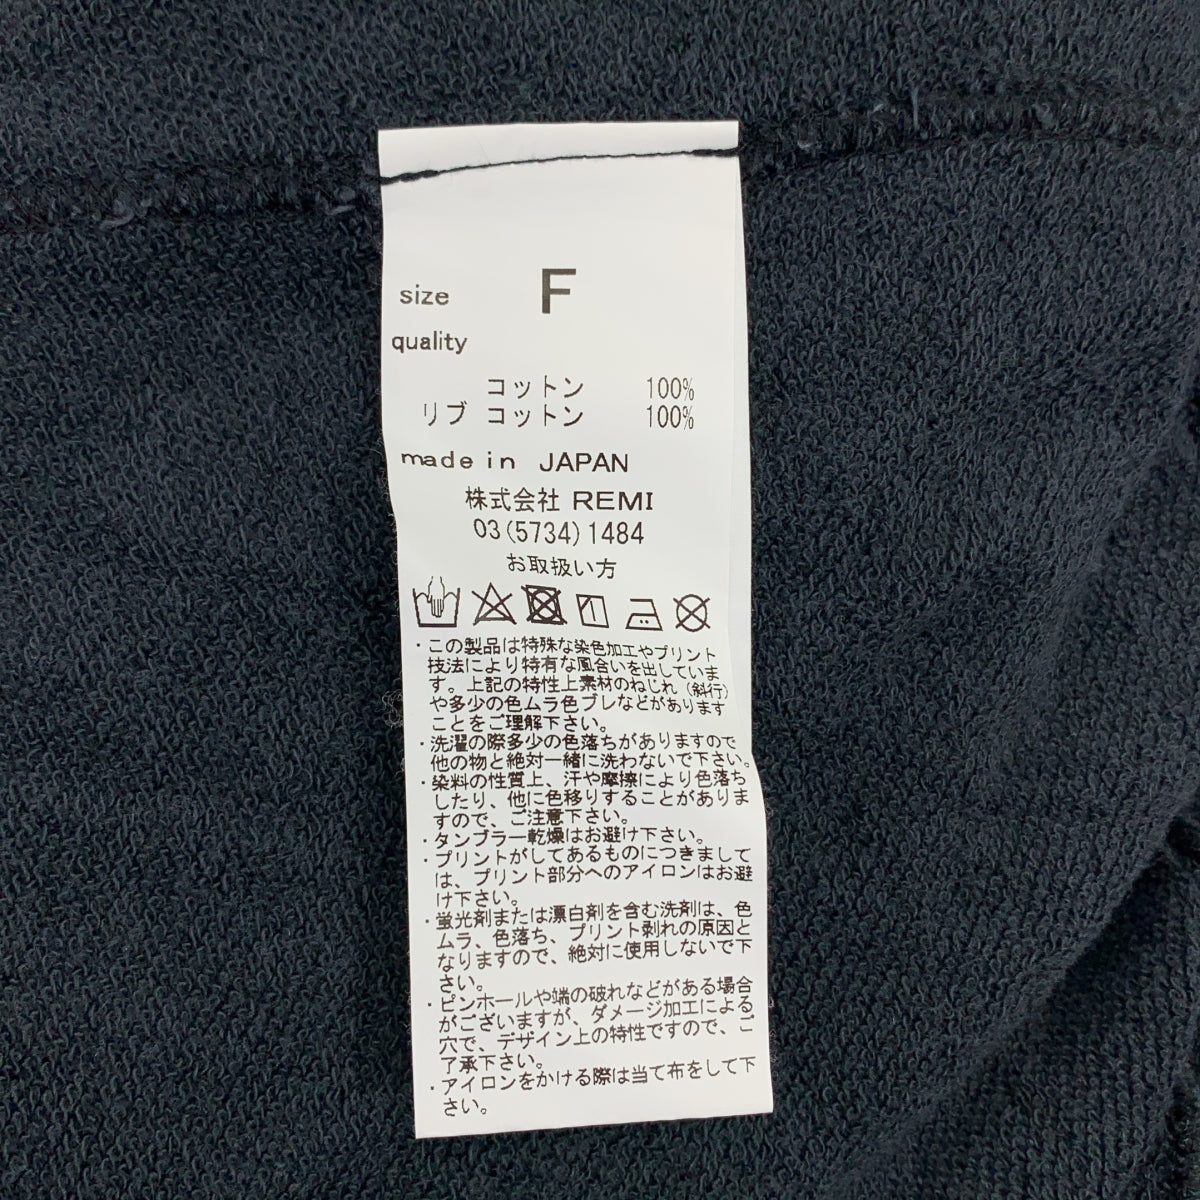 size F
quality
コットン 100%
リブ コットン 100%
made in JAPAN
株式会社 REMI
03(5734)1484
お取扱い方
・この製品は特殊な染色加工やプリント
技法により特有な風合いを出していま
す。上記の特性上素材のねじれ(斜行)
や多少の色ムラ色ブレなどがあります
ことをご理解下さい。
・洗濯の際多少の色落ちがありますので
他の物と絶対一緒に洗わないで下さい。
・染料の性質上、汗や摩擦により色落ち
したり、他に色移りすることがありま
すので、ご注意下さい。
・タンブラー乾燥はお避け下さい。
・プリントがしてあるものにつきまして
は、プリント部分へのアイロンはお避
け下さい。
・蛍光剤または漂白剤を含む洗剤は、色
ムラ、色落ち、プリント剥れの原因と
なりますので、絶対に使用しないで下
さい。
・ピンホールや端の破れなどがある場合
がございますが、ダメージ加工による
穴で、デザイン上の特性ですので、ご
了承下さい。
・アイロンをかける際は当て布をして下
さい。